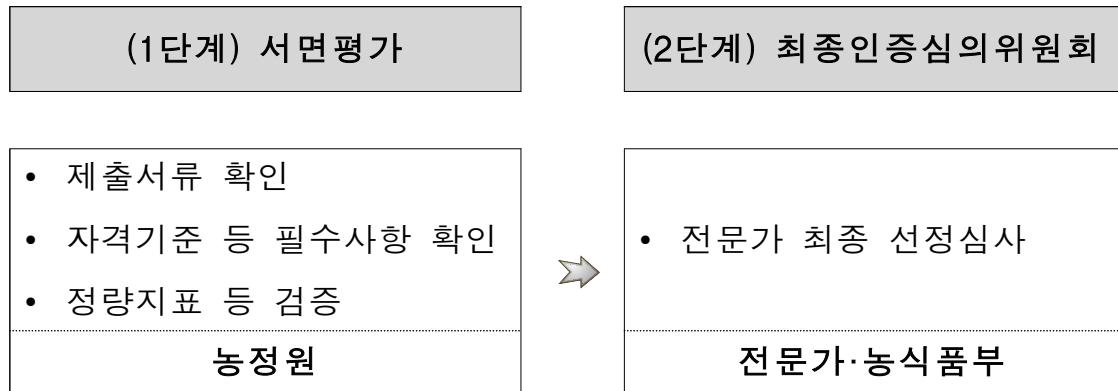 (1단계) 서면평가
(2단계) 최종인증심의위원회
• 제출서류 확인
• 자격기준 등 필수사항 확인
• 정량지표 등 검증
농정원
• 전문가 최종 선정심사
전문가·농식품부